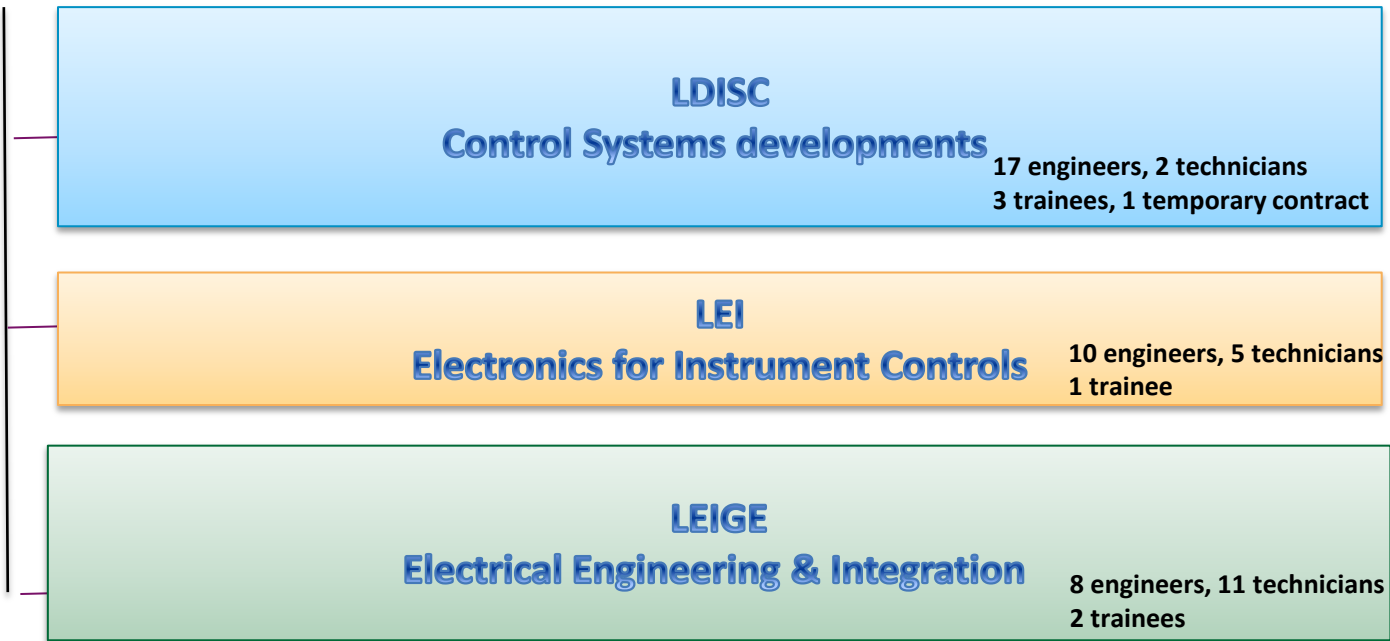 LDISC
Control Systems developments
17 engineers, 2 technicians
3 trainees, 1 temporary contract
LEI
Electronics for Instrument Controls
10 engineers, 5 technicians
1 trainee
LEIGE
Electrical Engineering & Integration
8 engineers, 11 technicians
2 trainees